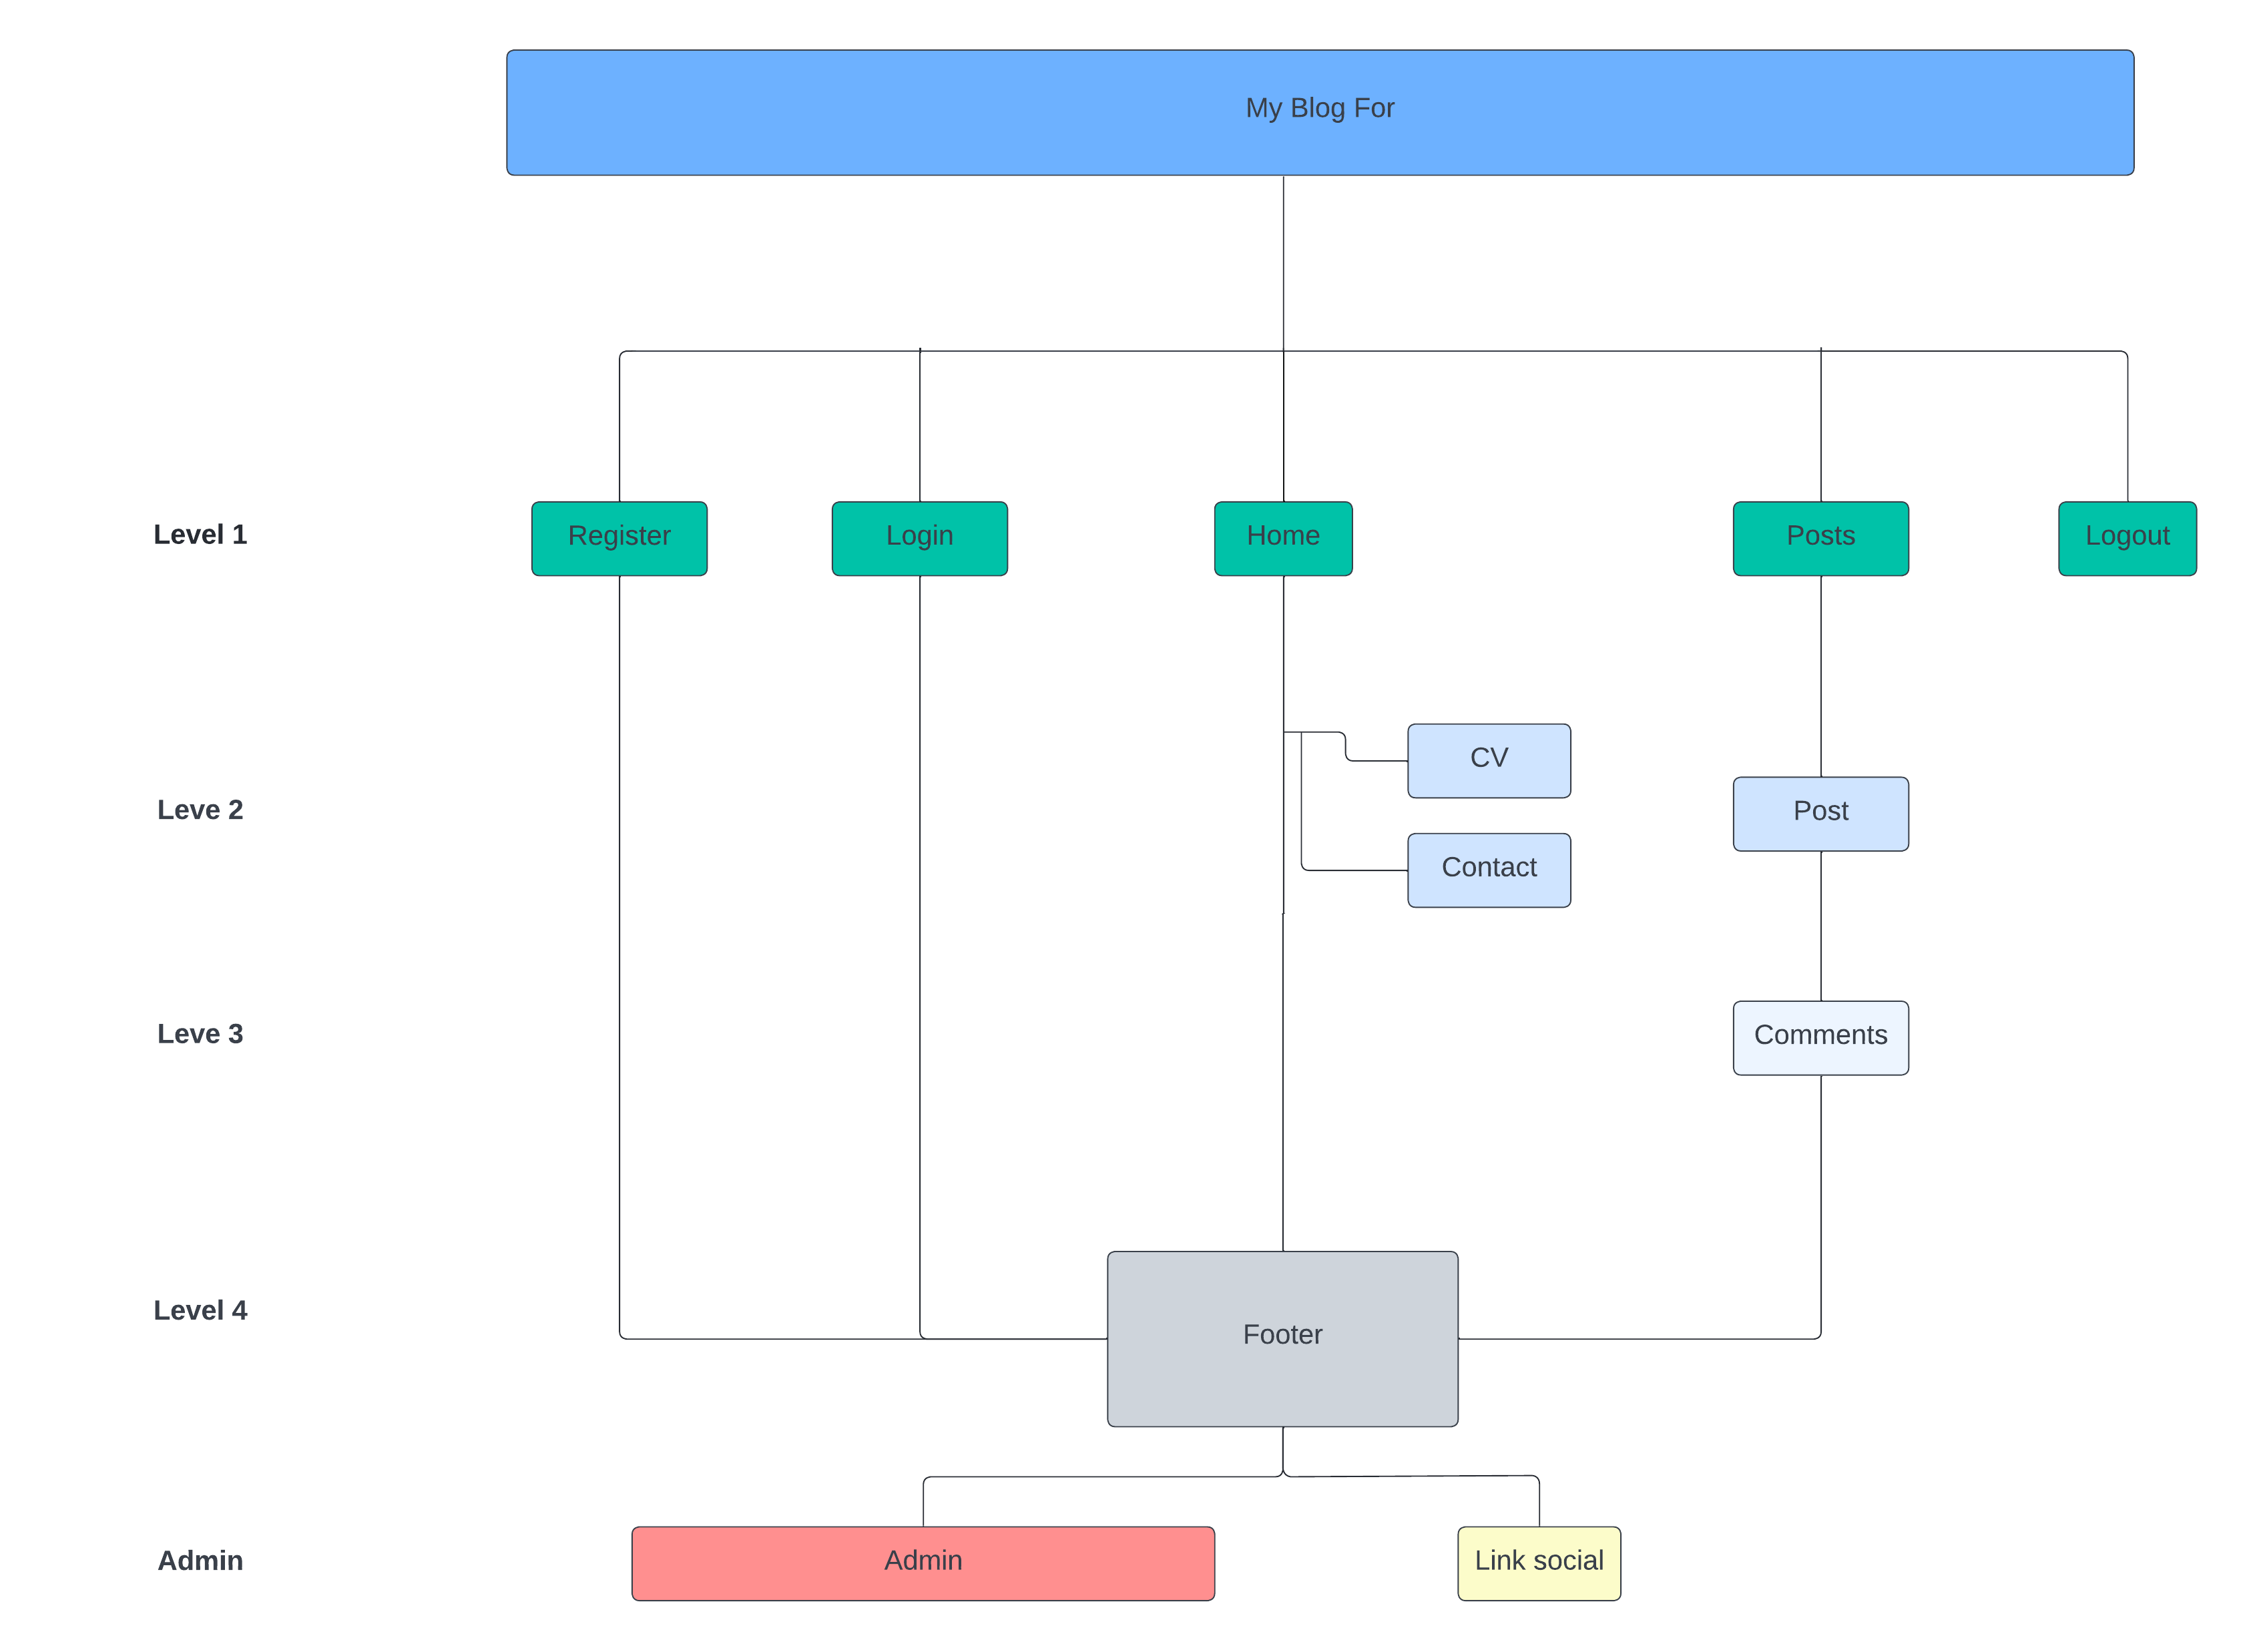 My Blog For
Level 1
Register
Login
Home
Posts
Logout
Leve 2
CV
Contact
Post
Leve 3
Comments
Level 4
Footer
Admin
Admin
Link social